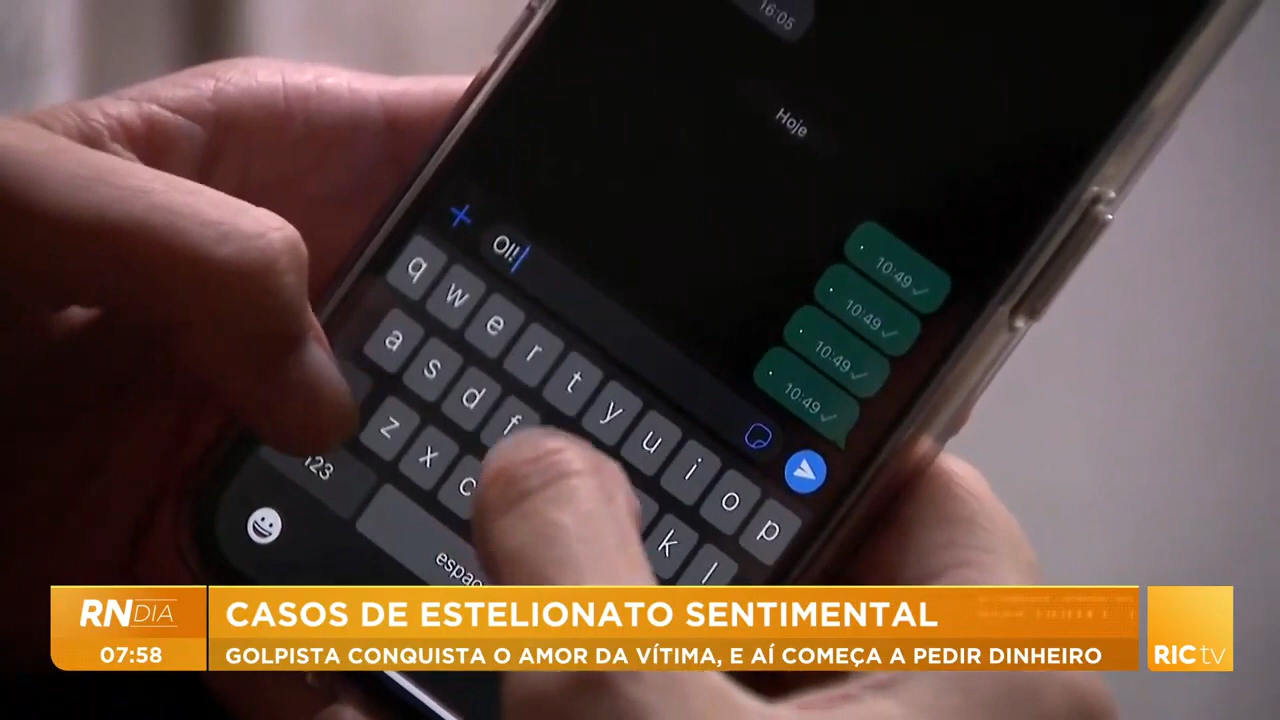 16:05
Hoje
OI!
10:49
10:49
10:49
10:49
q w e r t y u i o p
a s d f k l
z x c
123
espaç
RN DIA
07:58
CASOS DE ESTELIONATO SENTIMENTAL
GOLPISTA CONQUISTA O AMOR DA VÍTIMA, E AÍ COMEÇA A PEDIR DINHEIRO
RIC tv